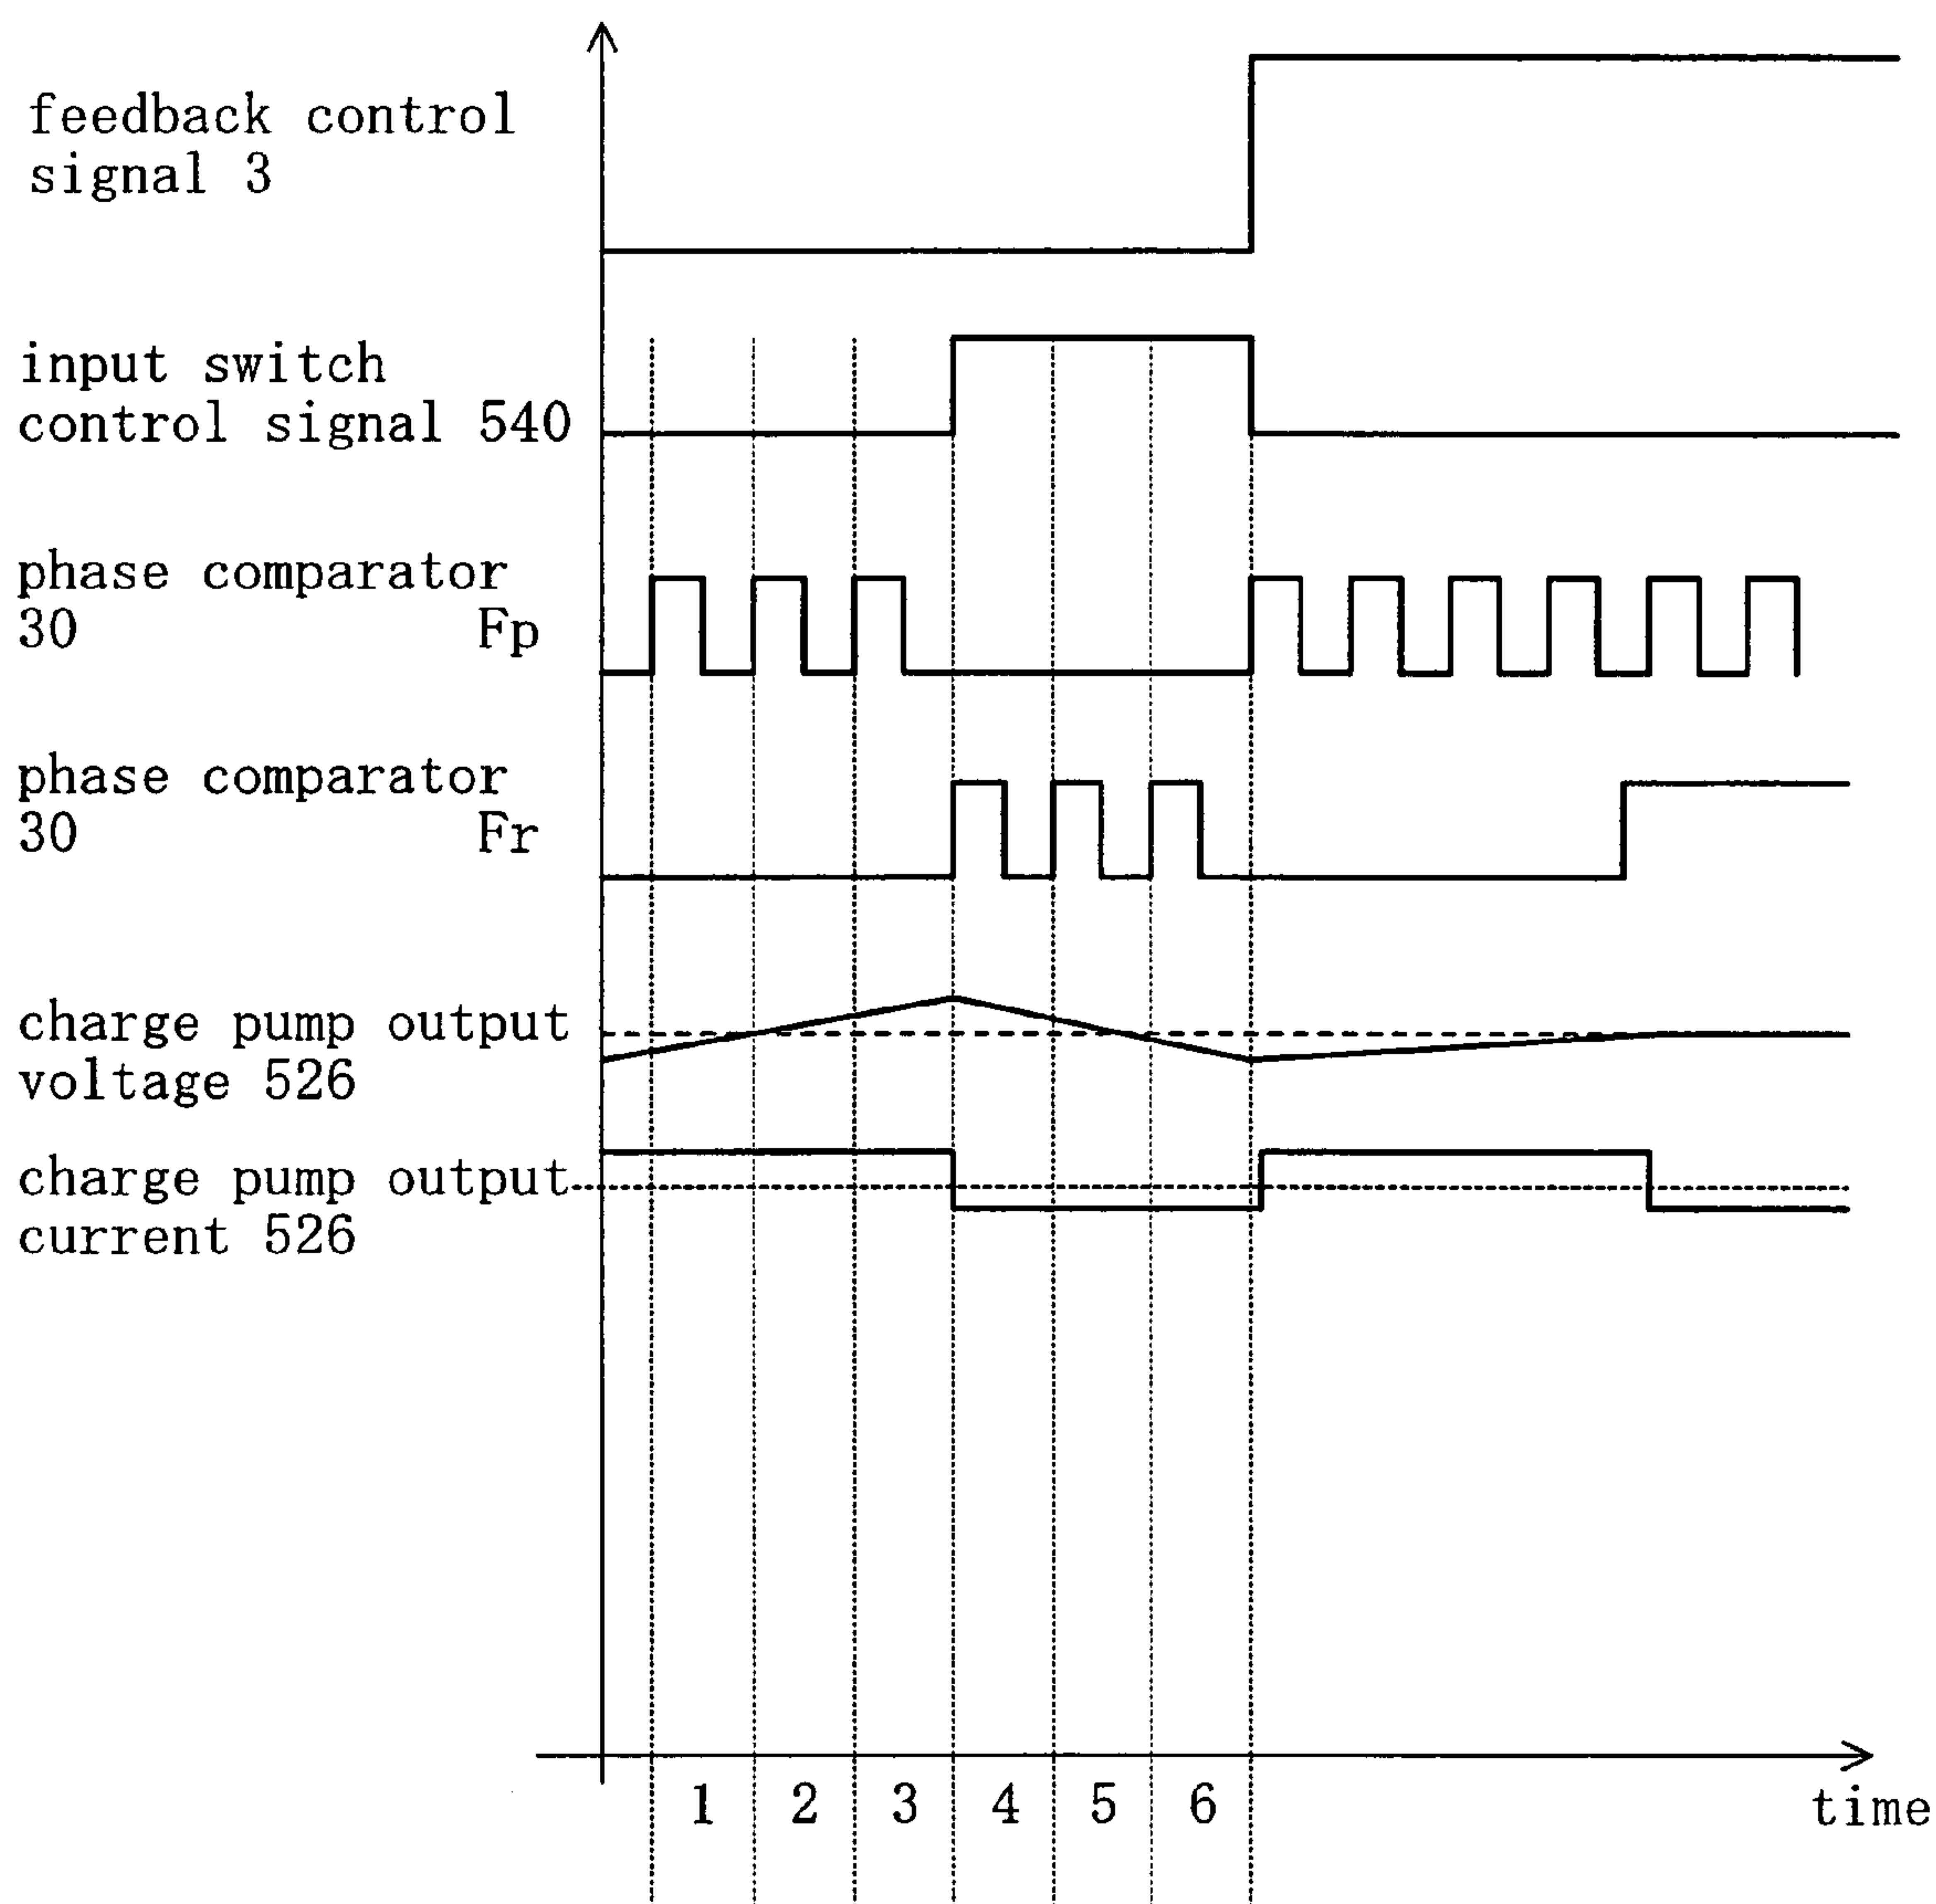 feedback control
signal 3
input switch
control signal 540
phase comparator
30 Fp
phase comparator
30 Fr
charge pump output
voltage 526
charge pump output
current 526
1 2 3 4 5 6 time